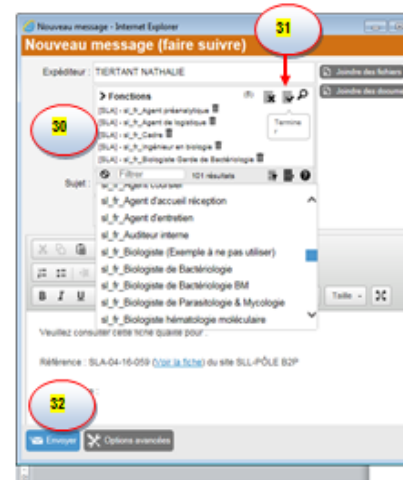 Nouveau message - Internet Explorer
31
Nouveau message (faire suivre)
Expéditeur : TIERTANT NATHALIE
Joindre des fichiers
Joindre des documen
Fonctions
[SLA] - sl_fr_Agent préanalytique
[SLA] - sl_fr_Agent de logistique
[SLA] - sl_fr_Cadre
[SLA] - sl_fr_Ingénieur en biologie
[SLA] - sl_fr_Biologiste Garde de Bactériologie
Termine
r
30
Filtrer
101 résultats
Sujet :
sl_fr_Agent coursier
sl_fr_Agent d'accueil réception
sl_fr_Agent d'entretien
sl_fr_Auditeur interne
sl_fr_Biologiste (Exemple à ne pas utiliser)
sl_fr_Biologiste de Bactériologie
sl_fr_Biologiste de Bactériologie BM
sl_fr_Biologiste de Parasitologie & Mycologie
sl_fr_Biologiste hématologie moléculaire
B I U
Taille
Veuillez consulter cette fiche qualité pour :
Référence : SLA-04-16-059 (Voir la fiche) du site SLL-PÔLE B2P
32
Envoyer
Options avancées